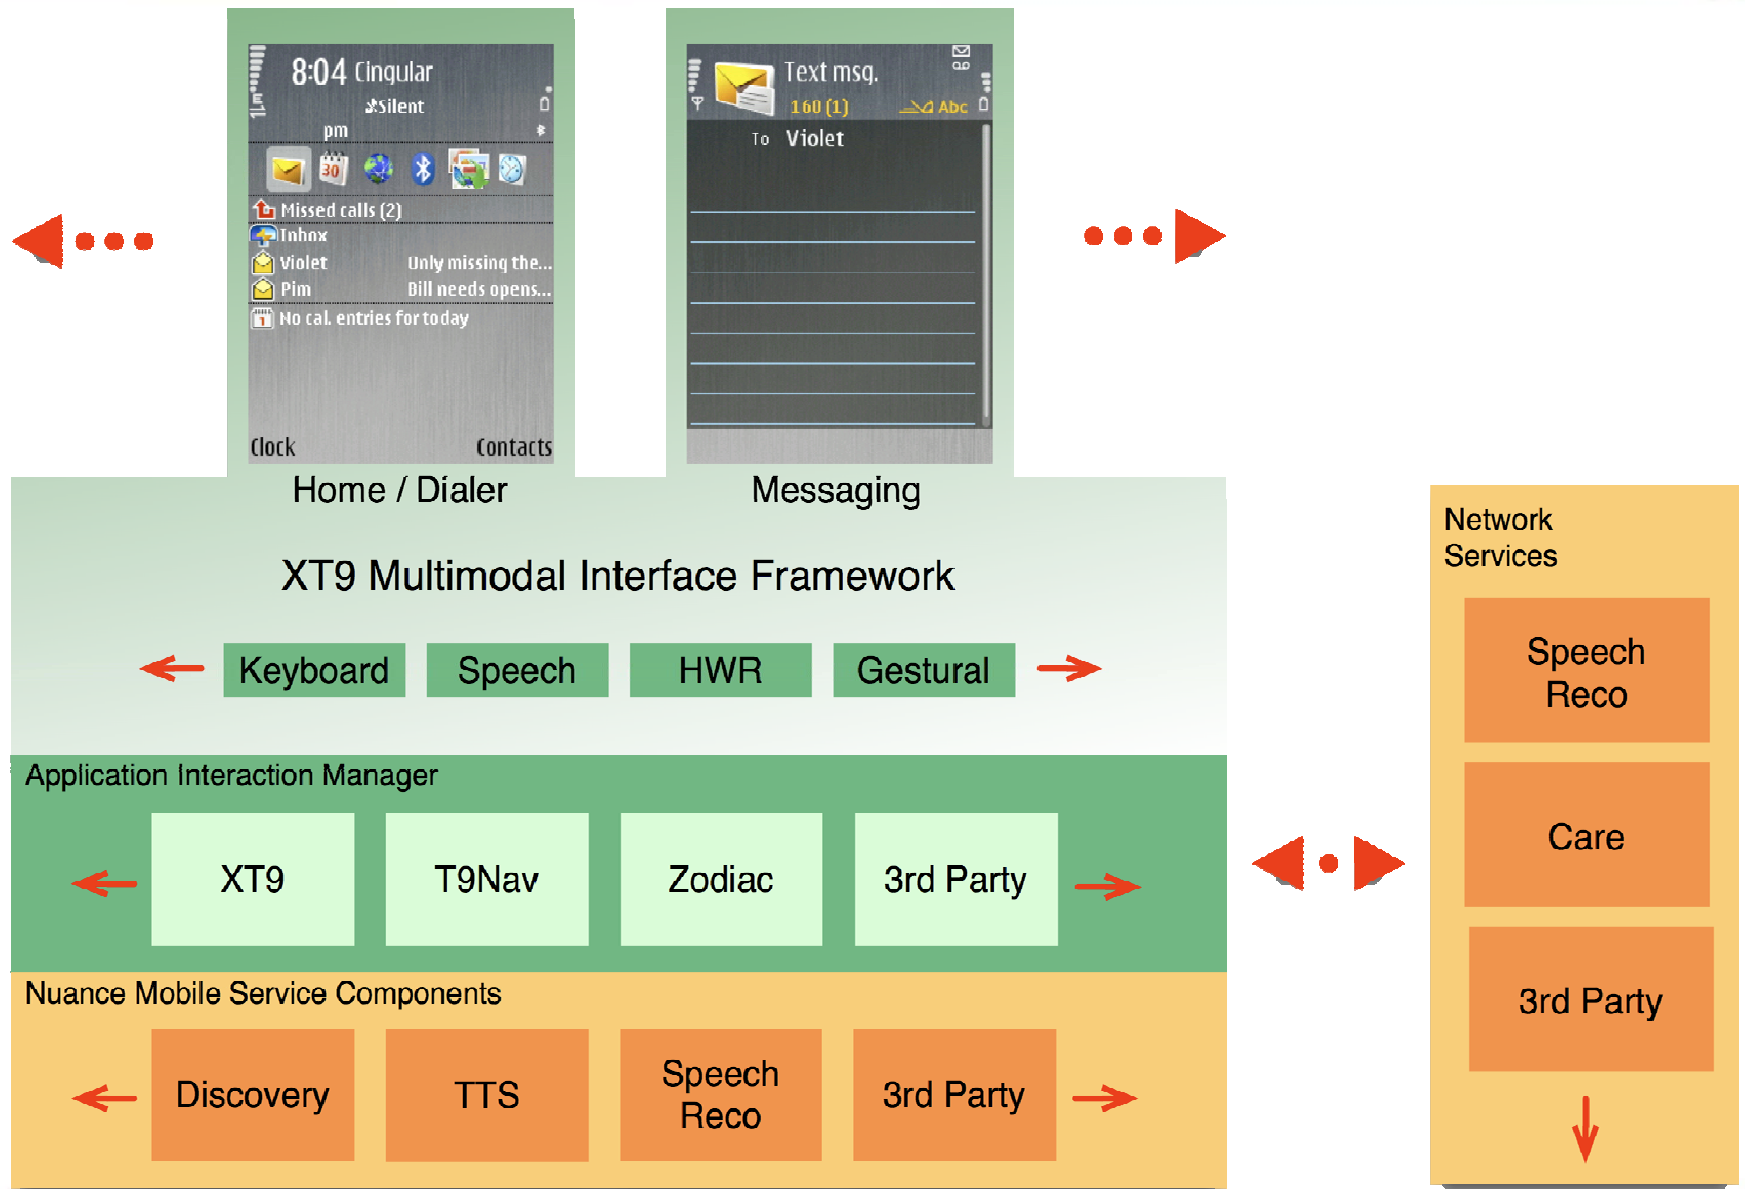 8:04 Cingular
Silent
pm
30
Missed calls (2)
Inbox
Violet Only missing the...
Pim Bill needs opens...
1 No cal. entries for today
Clock Contacts
Text msg.
160 (1) Abc
To Violet
Home / Dialer
Messaging
XT9 Multimodal Interface Framework
Keyboard
Speech
HWR
Gestural
Application Interaction Manager
XT9
T9Nav
Zodiac
3rd Party
Nuance Mobile Service Components
Discovery
TTS
Speech
Reco
3rd Party
Network
Services
Speech
Reco
Care
3rd Party